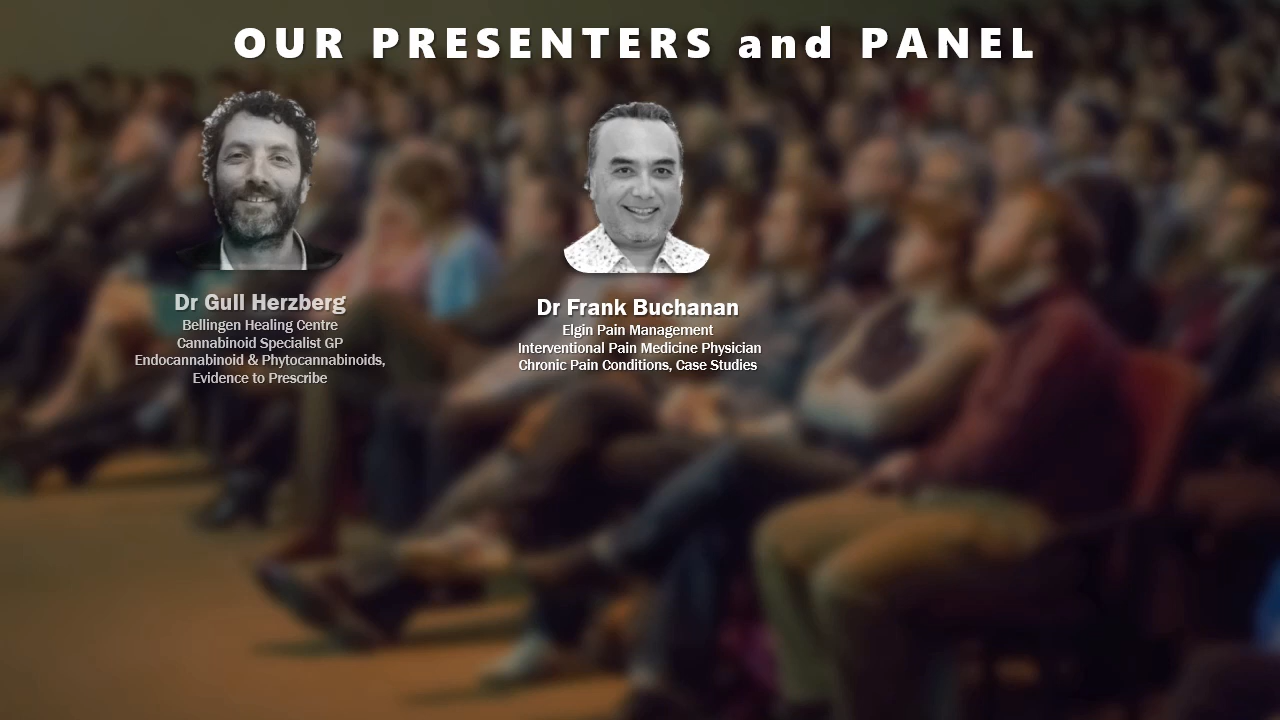 OUR PRESENTERS and PANEL
Dr Gull Herzberg
Bellingen Healing Centre
Cannabinoid Specialist GP
Endocannabinoid & Phytocannabinoids,
Evidence to Prescribe
Dr Frank Buchanan
Elgin Pain Management
Interventional Pain Medicine Physician
Chronic Pain Conditions, Case Studies